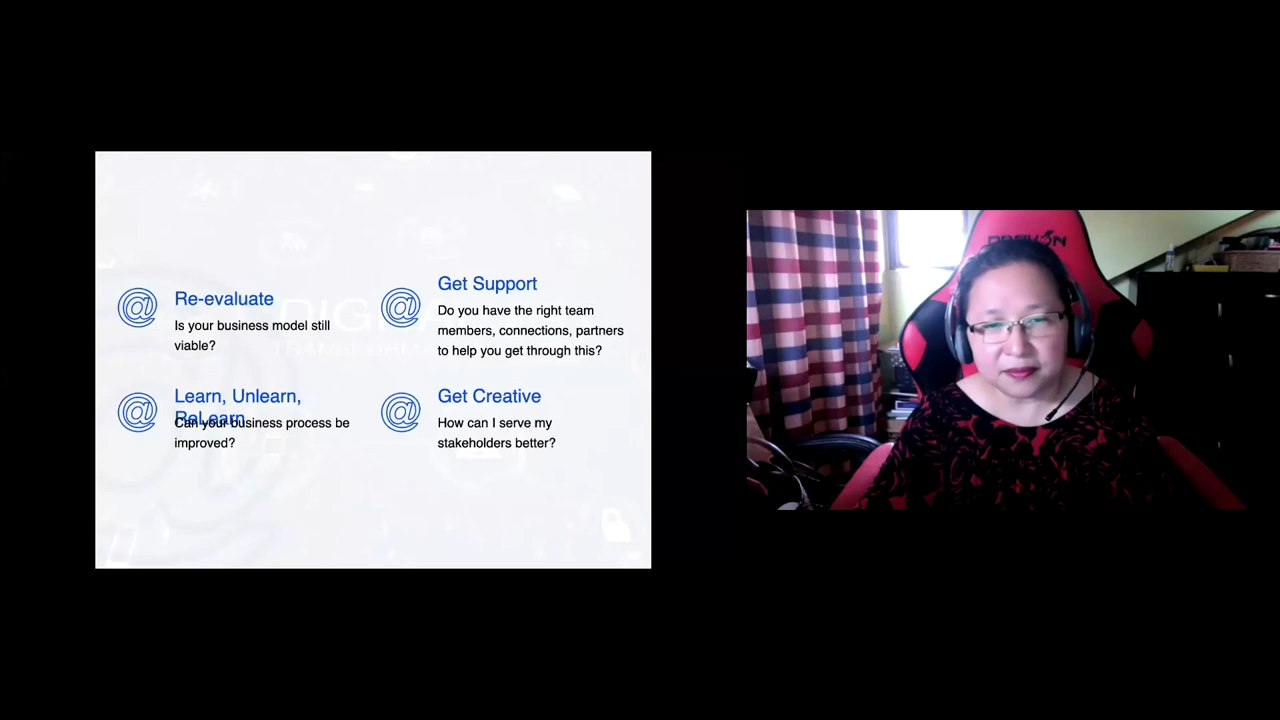 Re-evaluate
Is your business model still
viable?
Get Support
Do you have the right team
members, connections, partners
to help you get through this?
Learn, Unlearn,
ReLearn
Can your business process be
improved?
Get Creative
How can I serve my
stakeholders better?